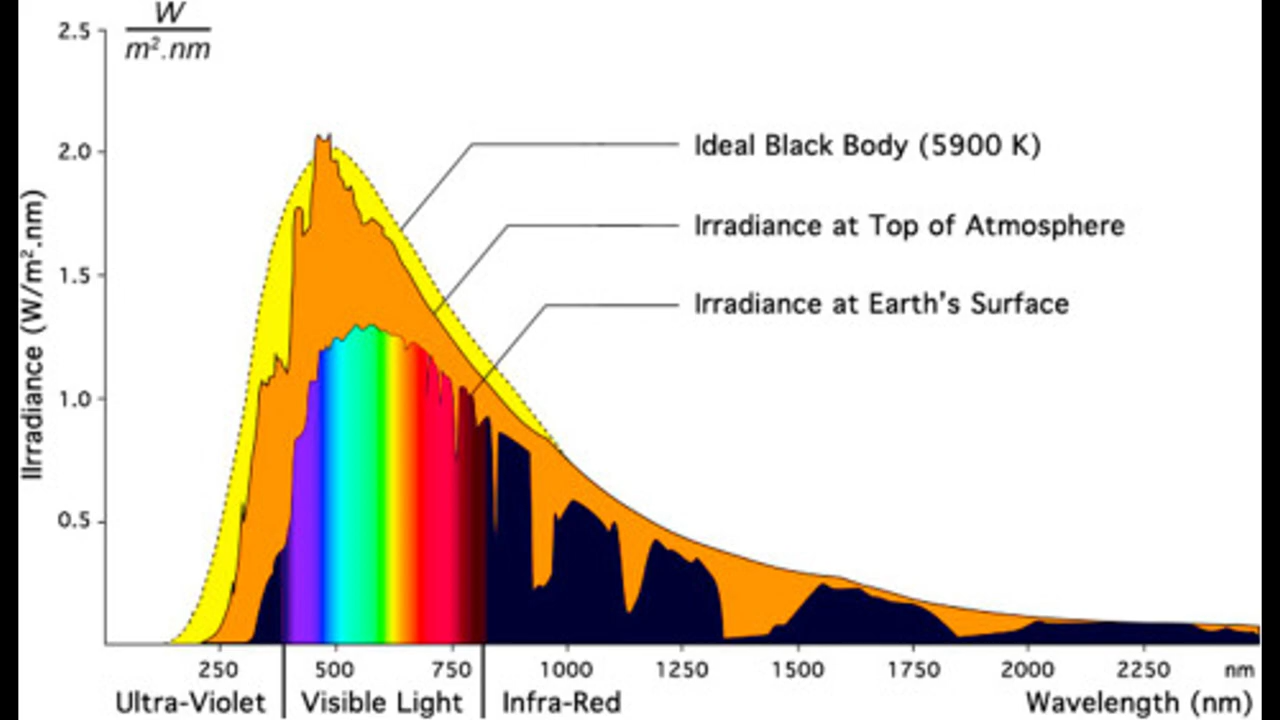 W
m².nm
2.5
2.0
1.5
1.0
0.5
IIrradiance (W/m².nm)
Ideal Black Body (5900 K)
Irradiance at Top of Atmosphere
Irradiance at Earth's Surface
250 500 750 1000 1250 1500 1750 2000 2250 nm
Ultra-Violet Visible Light Infra-Red Wavelength (nm)